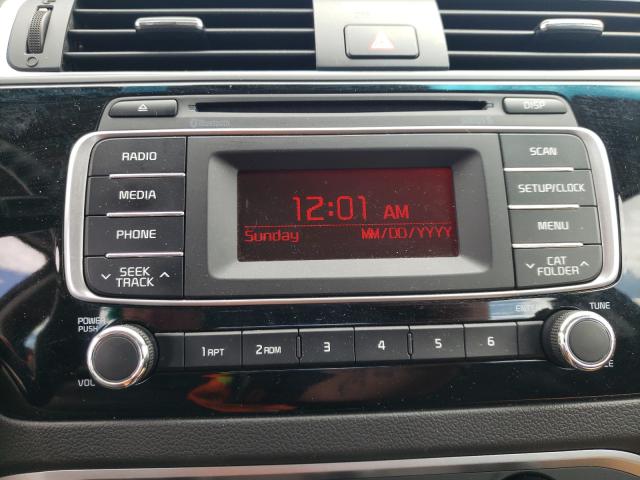 DISP
Bluetooth
RADIO
MEDIA
PHONE
SEEK
TRACK
12:01 AM
Sunday MM/DD/YYYY
SCAN
SETUP/CLOCK
MENU
CAT
FOLDER
POWER
PUSH
VOL
1 RPT
2 RDM
3
4
5
6
TUNE